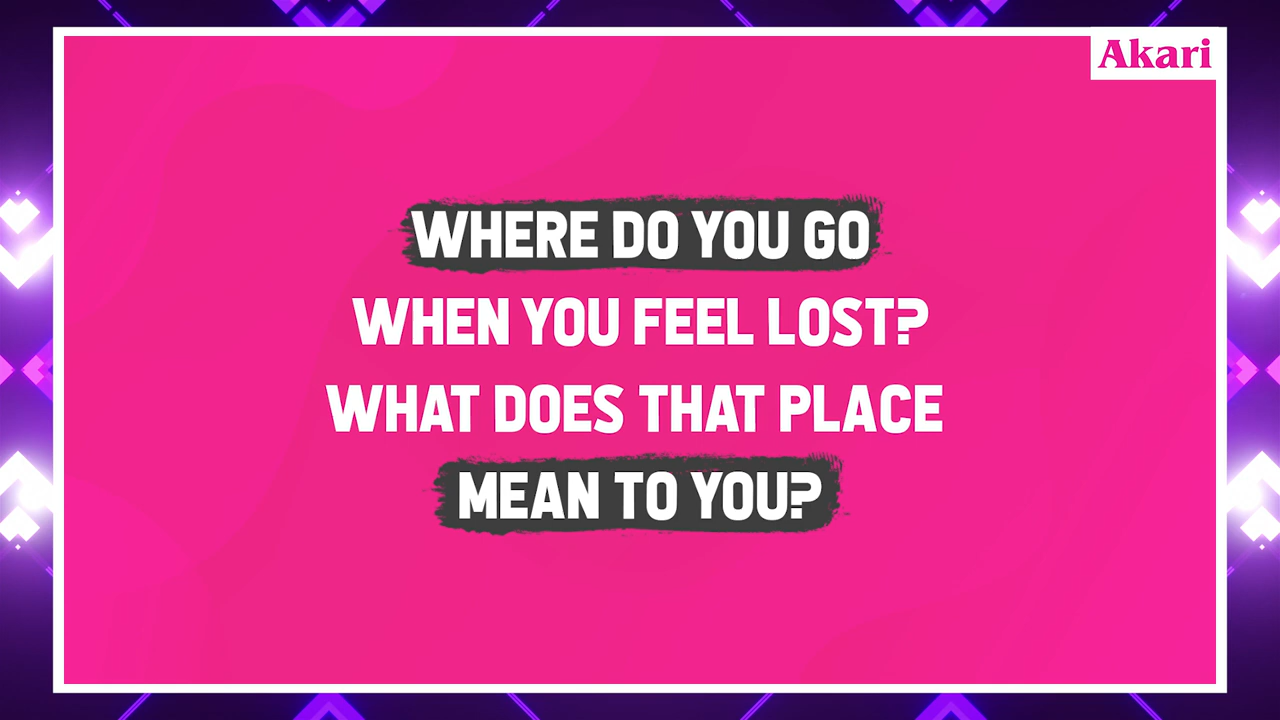 Akari
WHERE DO YOU GO
WHEN YOU FEEL LOST?
WHAT DOES THAT PLACE
MEAN TO YOU?